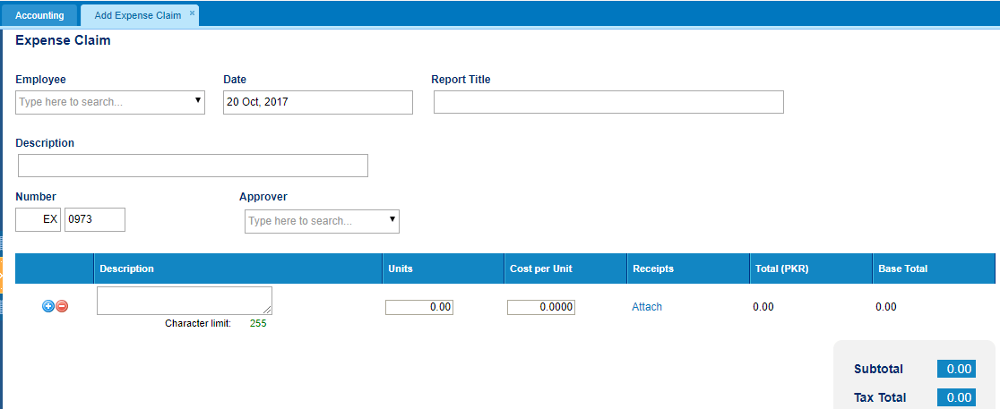 Accounting Add Expense Claim ×
Expense Claim
Employee Date Report Title
Type here to search... 20 Oct, 2017
Description
Number Approver
EX 0973 Type here to search...
Description Units Cost per Unit Receipts Total (PKR) Base Total
0.00 0.0000 Attach 0.00 0.00
Character limit: 255
Subtotal 0.00
Tax Total 0.00